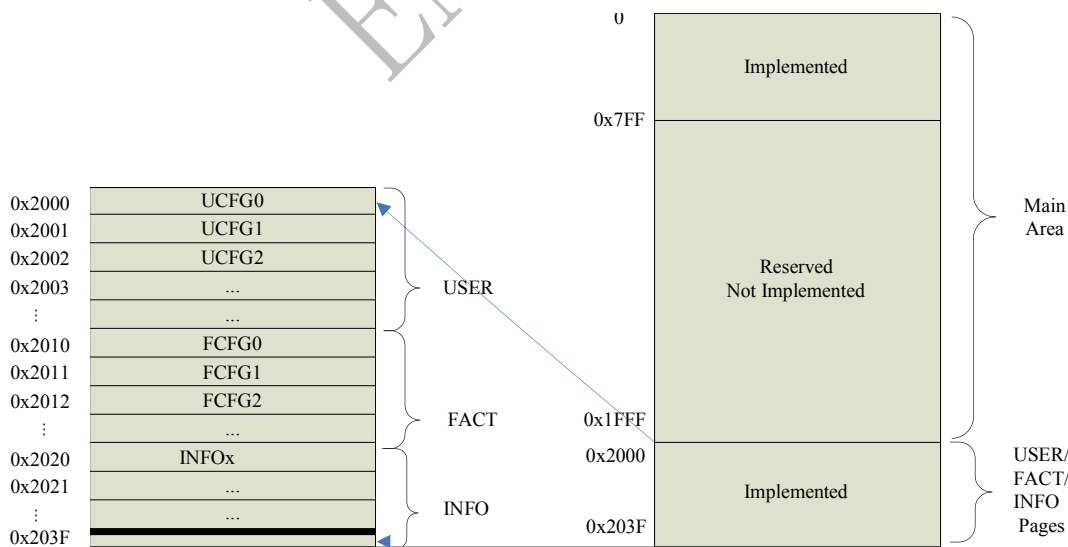 0x2000
UCFG0
0x2001
UCFG1
0x2002
UCFG2
0x2003
...
⋮
...
USER
0x2010
FCFG0
0x2011
FCFG1
0x2012
FCFG2
⋮
...
FACT
0x2020
INFOx
0x2021
...
⋮
...
INFO
0x203F
0
Implemented
0x7FF
Reserved
Not Implemented
0x1FFF
Main
Area
0x2000
Implemented
0x203F
USER/
FACT/
INFO
Pages